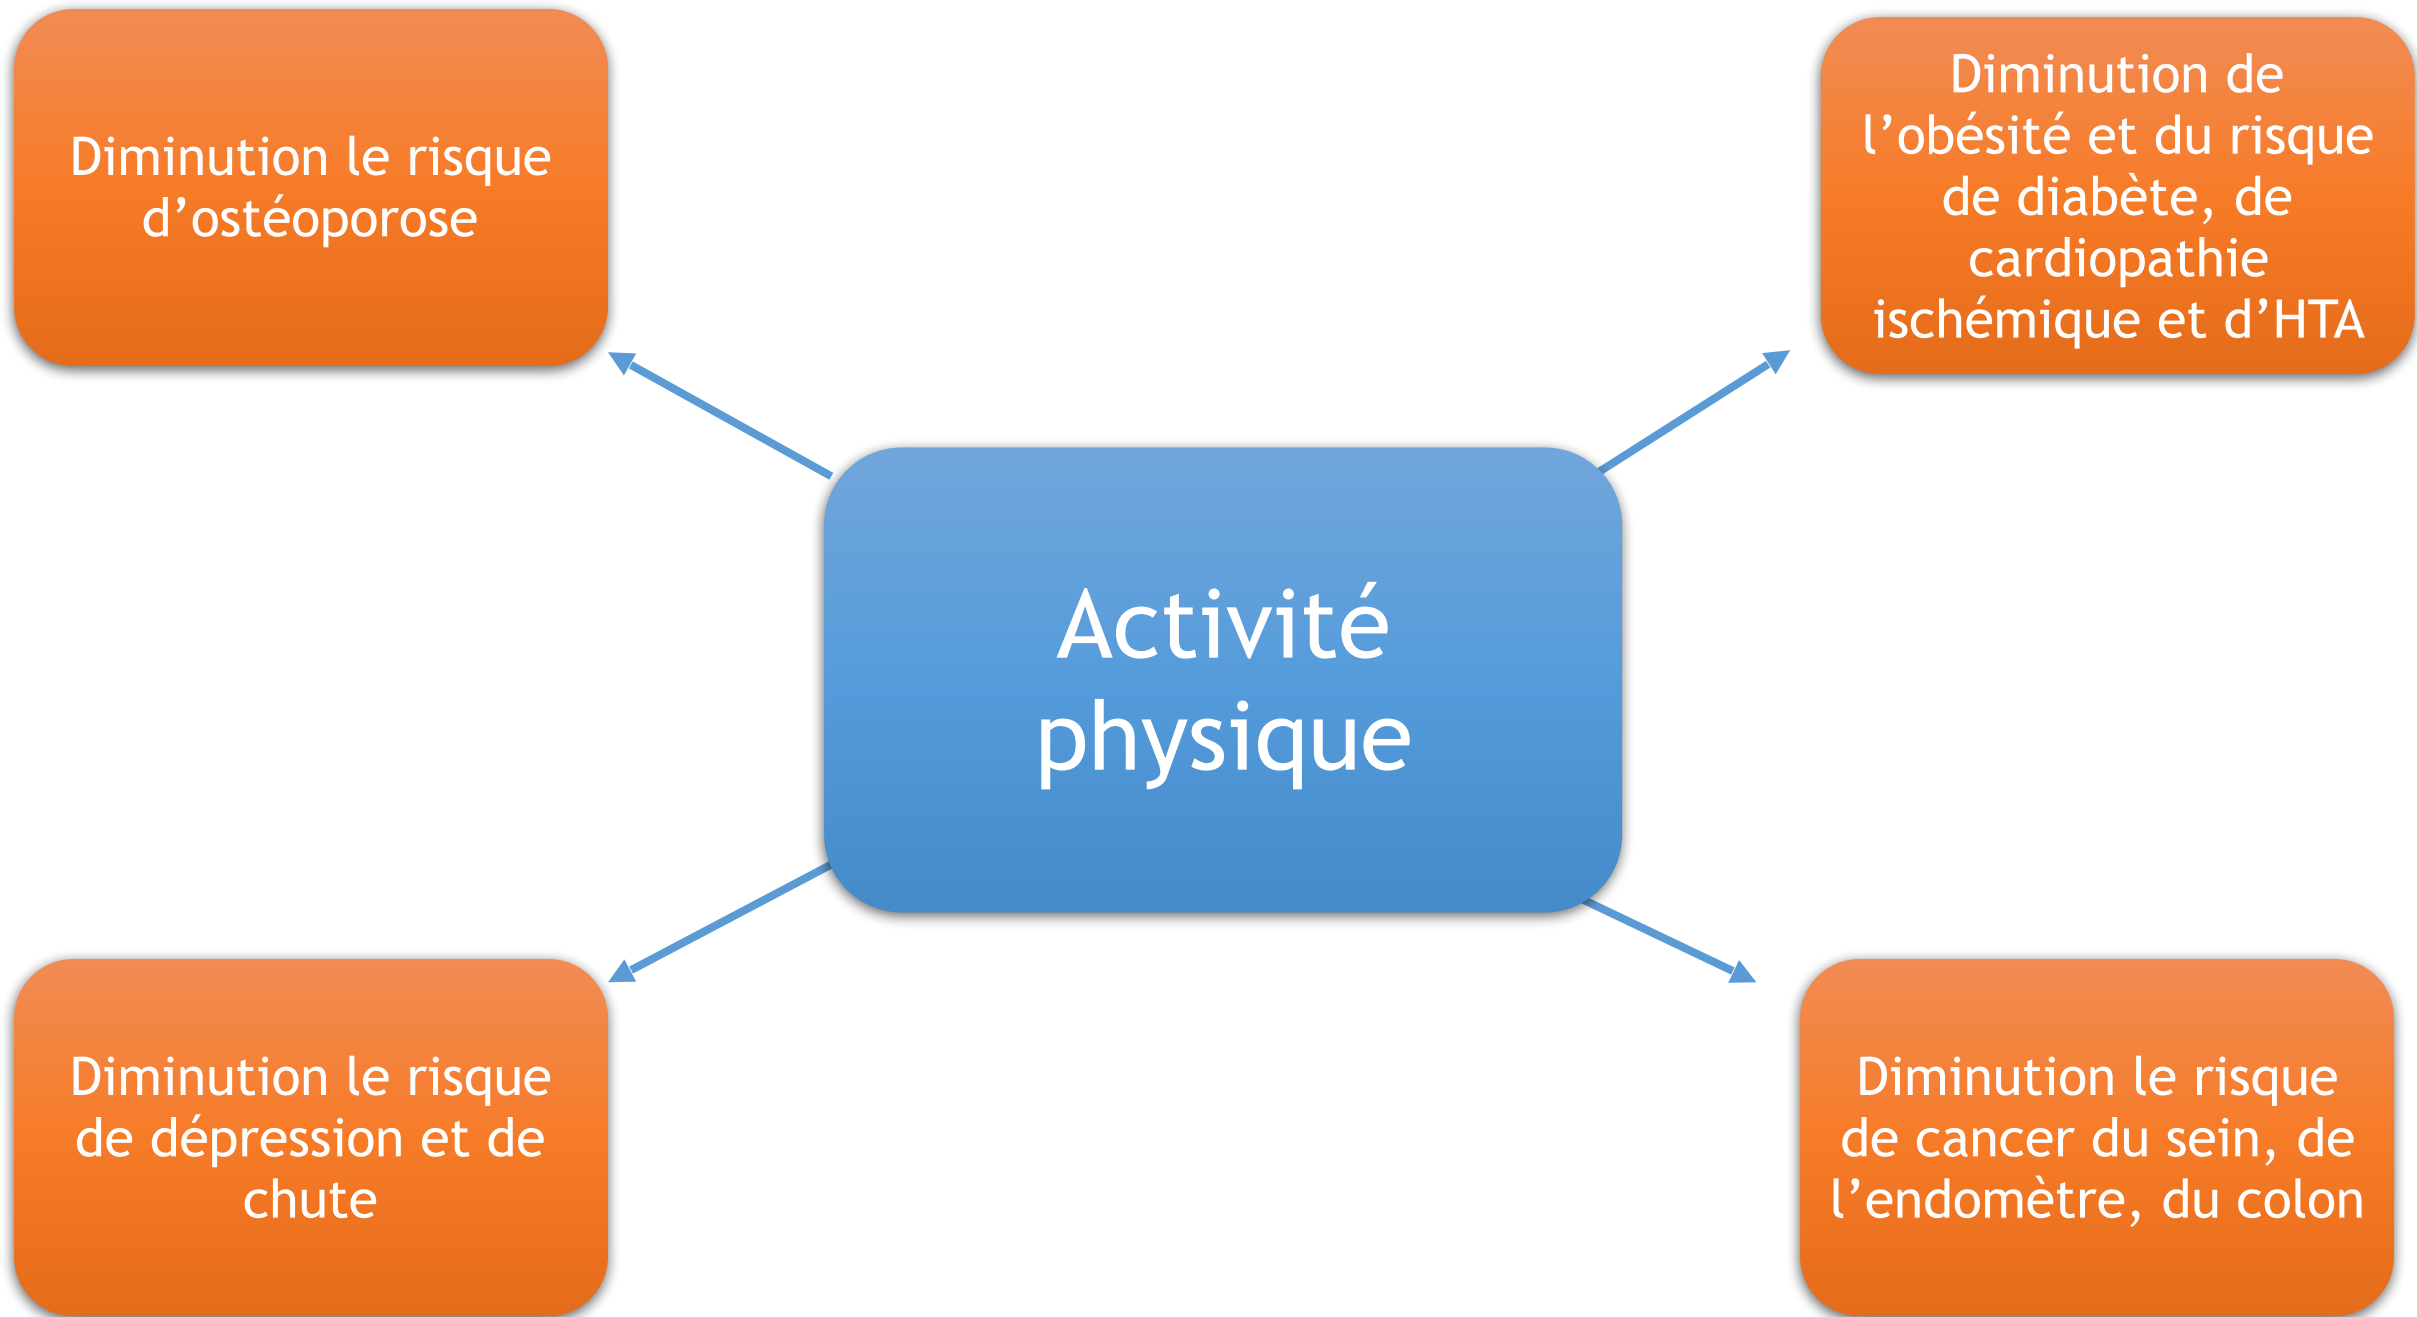 Diminution le risque
d’ostéoporose
Diminution de
l’obésité et du risque
de diabète, de
cardiopathie
ischémique et d’HTA
Activité
physique
Diminution le risque
de dépression et de
chute
Diminution le risque
de cancer du sein, de
l’endomètre, du colon